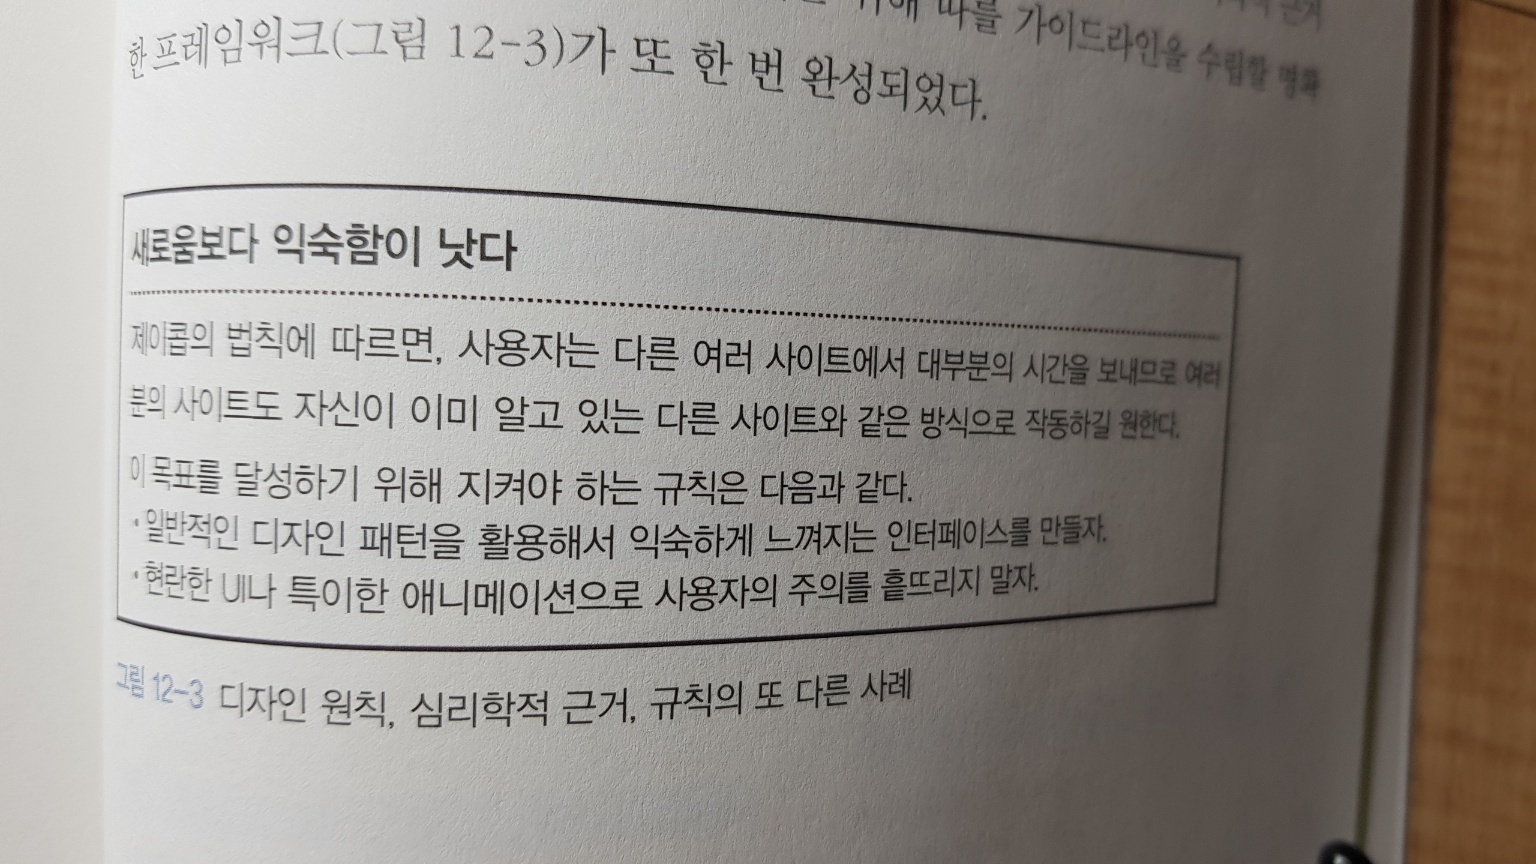 위해 따를 가이드라인을 수립할 명확
한 프레임워크(그림 12-3)가 또 한 번 완성되었다.
새로움보다 익숙함이 낫다
제이콥의 법칙에 따르면, 사용자는 다른 여러 사이트에서 대부분의 시간을 보내므로 여러
분의 사이트도 자신이 이미 알고 있는 다른 사이트와 같은 방식으로 작동하길 원한다.
이 목표를 달성하기 위해 지켜야 하는 규칙은 다음과 같다.
• 일반적인 디자인 패턴을 활용해서 익숙하게 느껴지는 인터페이스를 만들자.
• 현란한 UI나 특이한 애니메이션으로 사용자의 주의를 흩뜨리지 말자.
그림 12-3 디자인 원칙, 심리학적 근거, 규칙의 또 다른 사례